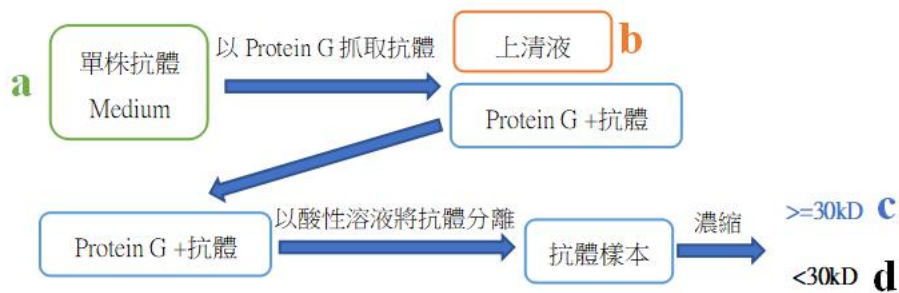 a
單株抗體
Medium
以 Protein G 抓取抗體
上清液
b
Protein G +抗體
Protein G +抗體
以酸性溶液將抗體分離
抗體樣本
濃縮
>=30kD c
<30kD d